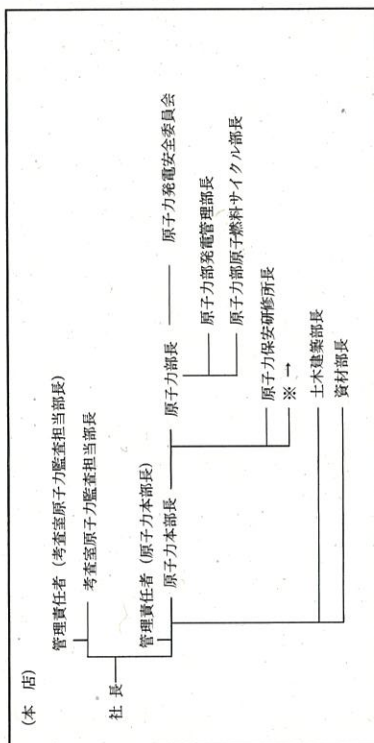 (本 店)
管理責任者 (考査室原子力監査担当部長)
考査室原子力監査担当部長
社 長
管理責任者 (原子力本部長)
原子力本部長
原子力部長
原子力発電安全委員会
原子力部発電管理部長
原子力部原子燃料サイクル部長
原子力保安研修所長
※ →
土木建築部長
資材部長